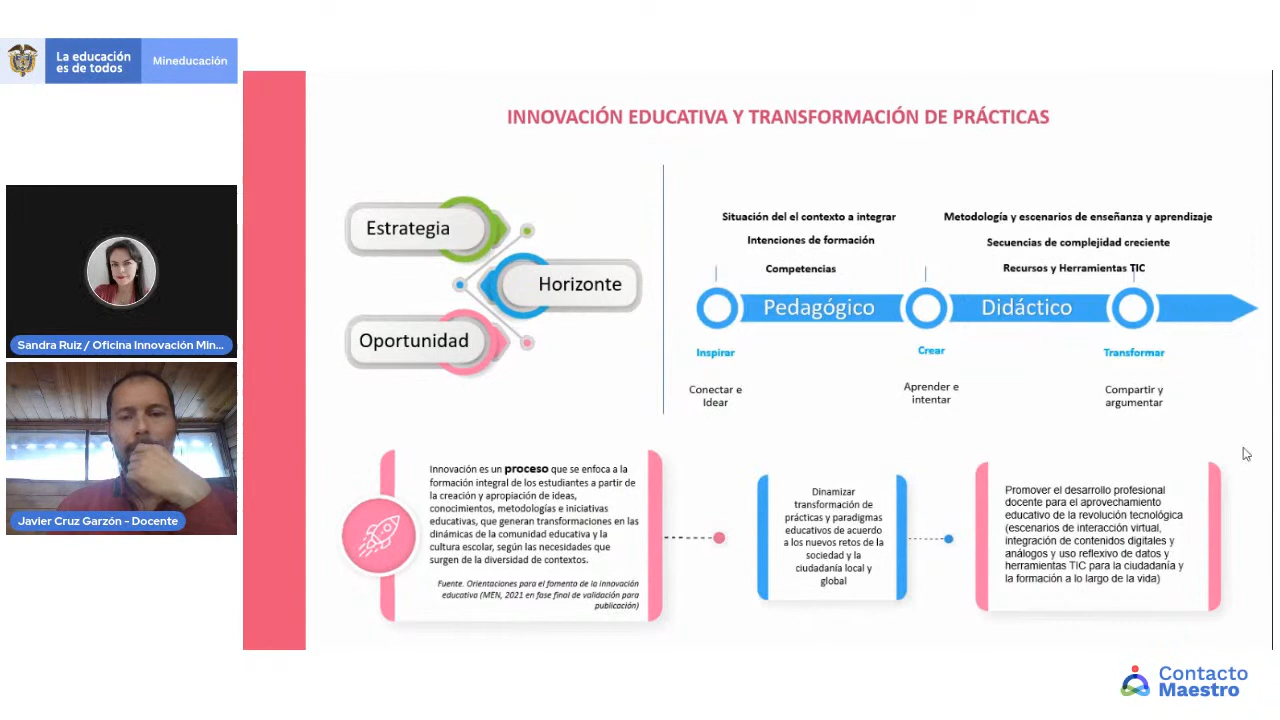 La educación
es de todos
Mineducación
INNOVACIÓN EDUCATIVA Y TRANSFORMACIÓN DE PRÁCTICAS
Estrategia
Horizonte
Oportunidad
Situación del el contexto a integrar
Intenciones de formación
Competencias
Metodología y escenarios de enseñanza y aprendizaje
Secuencias de complejidad creciente
Recursos y Herramientas TIC
Pedagógico
Didáctico
Inspirar
Crear
Transformar
Conectar e
Idear
Aprender e
intentar
Compartir y
argumentar
Sandra Ruiz / Oficina Innovación Min...
Javier Cruz Garzón - Docente
Innovación es un proceso que se enfoca a la
formación integral de los estudiantes a partir de
la creación y apropiación de ideas,
conocimientos, metodologías e iniciativas
educativas, que generan transformaciones en las
dinámicas de la comunidad educativa y la
cultura escolar, según las necesidades que
surgen de la diversidad de contextos.
Fuente. Orientaciones para el fomento de la innovación
educativa (MEN, 2021 en fase final de validación para
publicación)
Dinamizar
transformación de
prácticas y paradigmas
educativos de acuerdo
a los nuevos retos de la
sociedad y la
ciudadanía local y
global
Promover el desarrollo profesional
docente para el aprovechamiento
educativo de la revolución tecnológica
(escenarios de interacción virtual,
integración de contenidos digitales y
análogos y uso reflexivo de datos y
herramientas TIC para la ciudadanía y
la formación a lo largo de la vida)
Contacto
Maestro